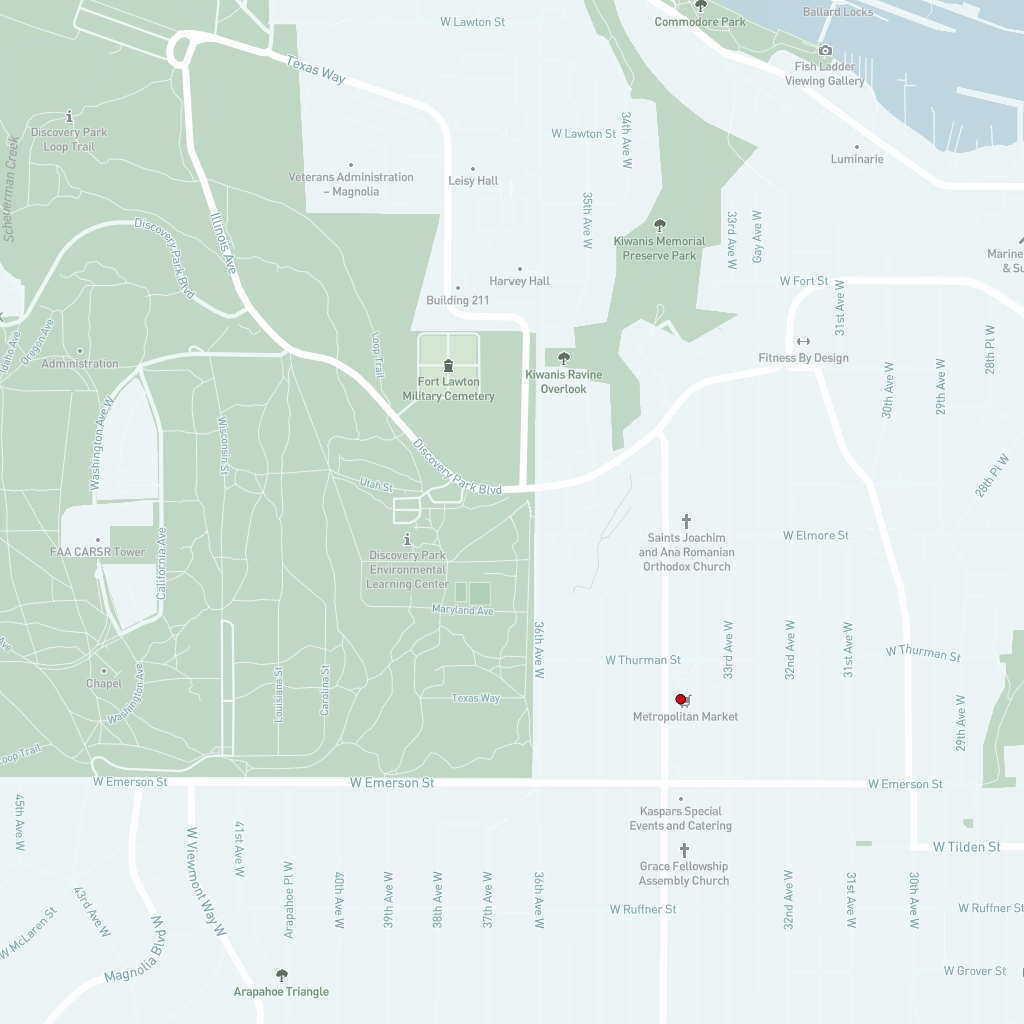 W Lawton St
Commodore Park
Ballard Locks
Fish Ladder
Viewing Gallery
Texas Way
Discovery Park
Loop Trail
Scheuerman Creek
W Lawton St
34th Ave W
Luminarie
Veterans Administration
– Magnolia
Leisy Hall
35th Ave W
33rd Ave W
Gay Ave W
Kiwanis Memorial
Preserve Park
Discovery Park Blvd
Illinois Ave
Marine
& Su
Harvey Hall
W Fort St
Building 211
31st Ave W
Idaho Ave
Oregon Ave
Loop Trail
Administration
Fitness By Design
28th Pl W
Fort Lawton
Military Cemetery
Kiwanis Ravine
Overlook
30th Ave W
29th Ave W
Washington Ave W
Wisconsin St
Discovery Park Blvd
28th Pl W
Utah St
FAA CARSR Tower
California Ave
Discovery Park
Environmental
Learning Center
Saints Joachim
and Ana Romanian
Orthodox Church
W Elmore St
Maryland Ave
36th Ave W
33rd Ave W
32nd Ave W
31st Ave W
W Thurman St
W Thurman St
Ave
Chapel
Washington Ave
Louisiana St
Carolina St
Texas Way
Metropolitan Market
29th Ave W
Loop Trail
W Emerson St
W Emerson St
W Emerson St
45th Ave W
41st Ave W
W Viewmont Way W
Kaspars Special
Events and Catering
W Tilden St
Grace Fellowship
Assembly Church
43rd Ave W
Arapahoe Pl W
40th Ave W
39th Ave W
38th Ave W
37th Ave W
36th Ave W
32nd Ave W
31st Ave W
30th Ave W
W Ruffner St
W Ruffner St
W McLaren St
Magnolia Blvd W
W Grover St
Arapahoe Triangle